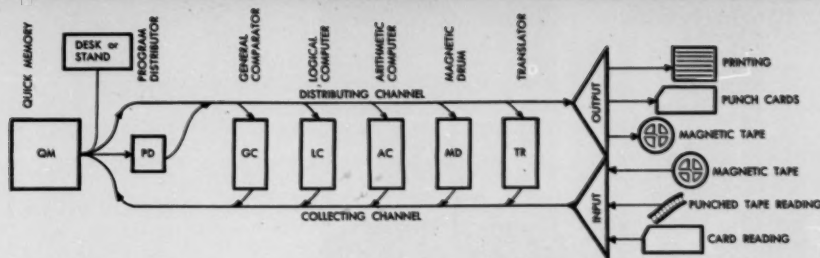 QUICK MEMORY
DESK or
STAND
PROGRAM
DISTRIBUTOR
GENERAL
COMPARATOR
LOGICAL
COMPUTER
ARITHMETIC
COMPUTER
MAGNETIC
DRUM
TRANSLATOR
DISTRIBUTING CHANNEL
QM
PD
GC
LC
AC
MD
TR
COLLECTING CHANNEL
OUTPUT
INPUT
PRINTING
PUNCH CARDS
MAGNETIC TAPE
MAGNETIC TAPE
PUNCHED TAPE READING
CARD READING